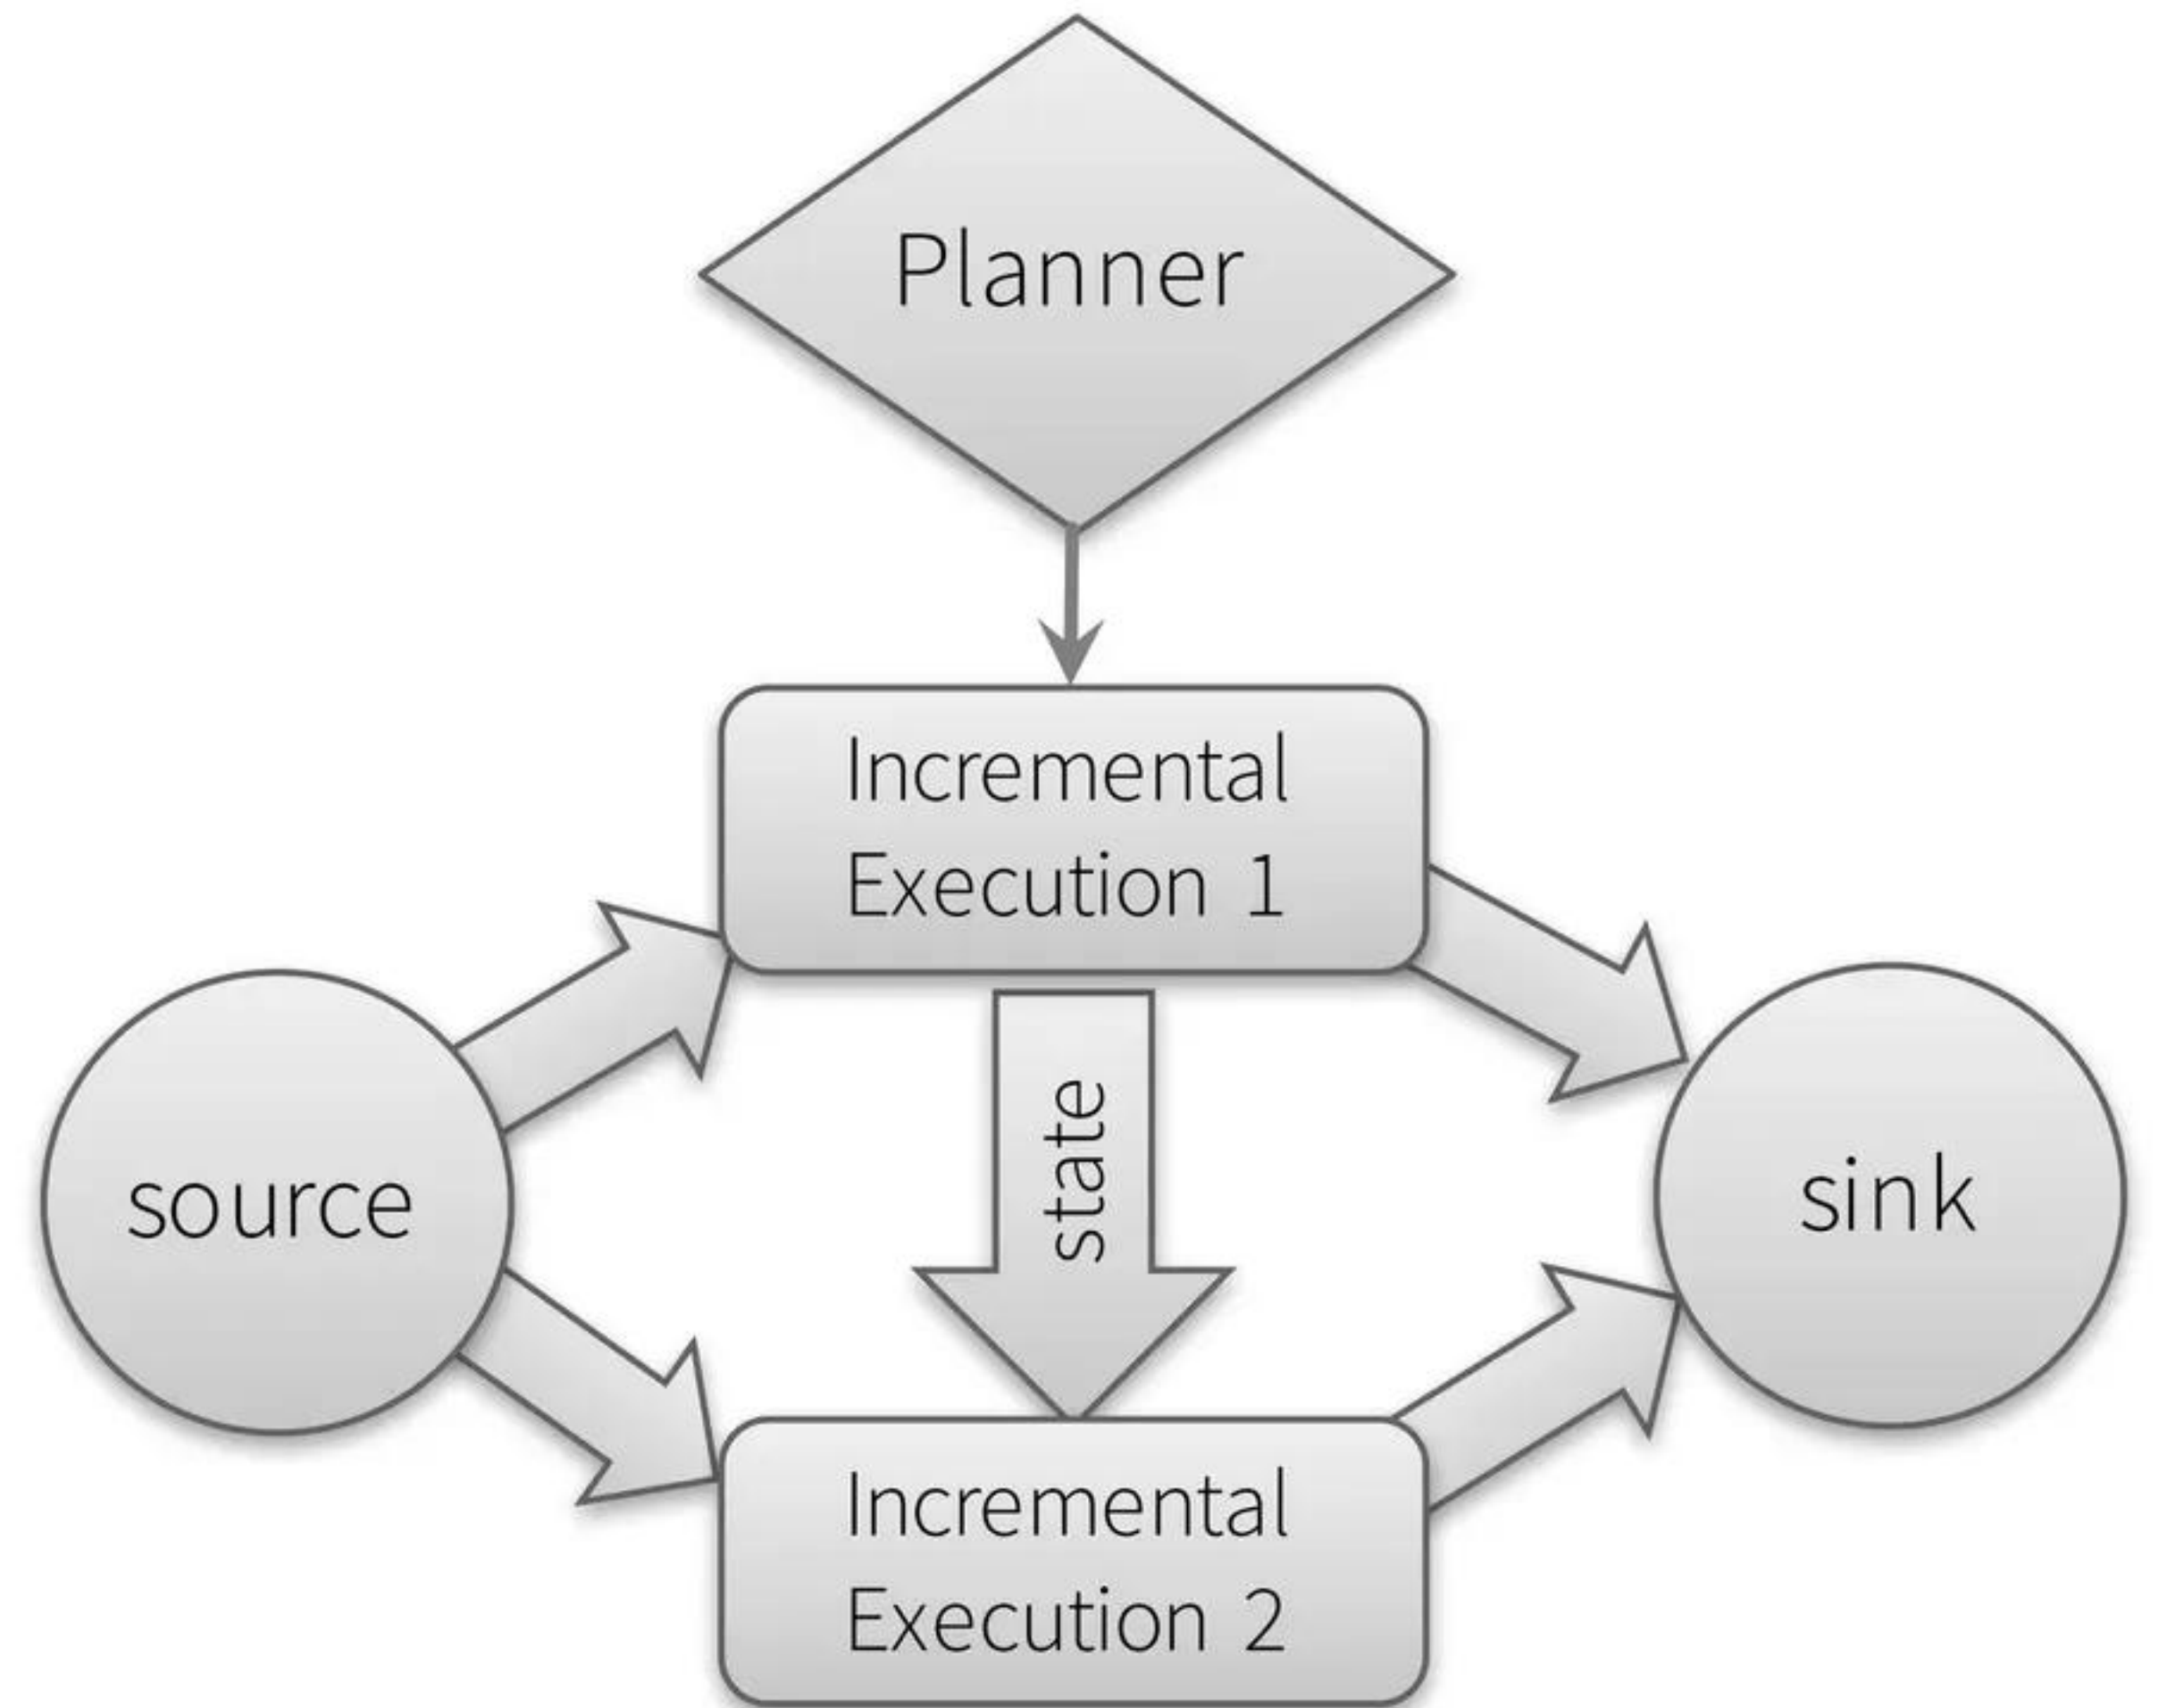 Planner
Incremental
Execution 1
source
state
sink
Incremental
Execution 2